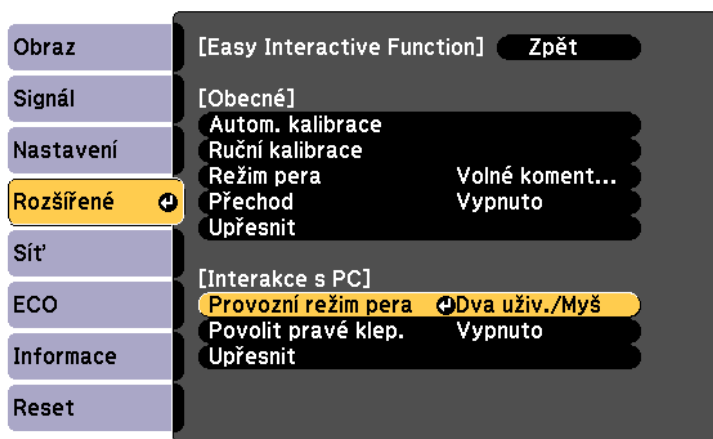 Obraz
Signál
Nastavení
Rozšířené
Síť
ECO
Informace
Reset
[Easy Interactive Function] Zpět
[Obecné]
Autom. kalibrace
Ruční kalibrace
Režim pera Volné koment...
Přechod Vypnuto
Upřesnit
[Interakce s PC]
Provozní režim pera Dva uživ./Myš
Povolit pravé klep. Vypnuto
Upřesnit